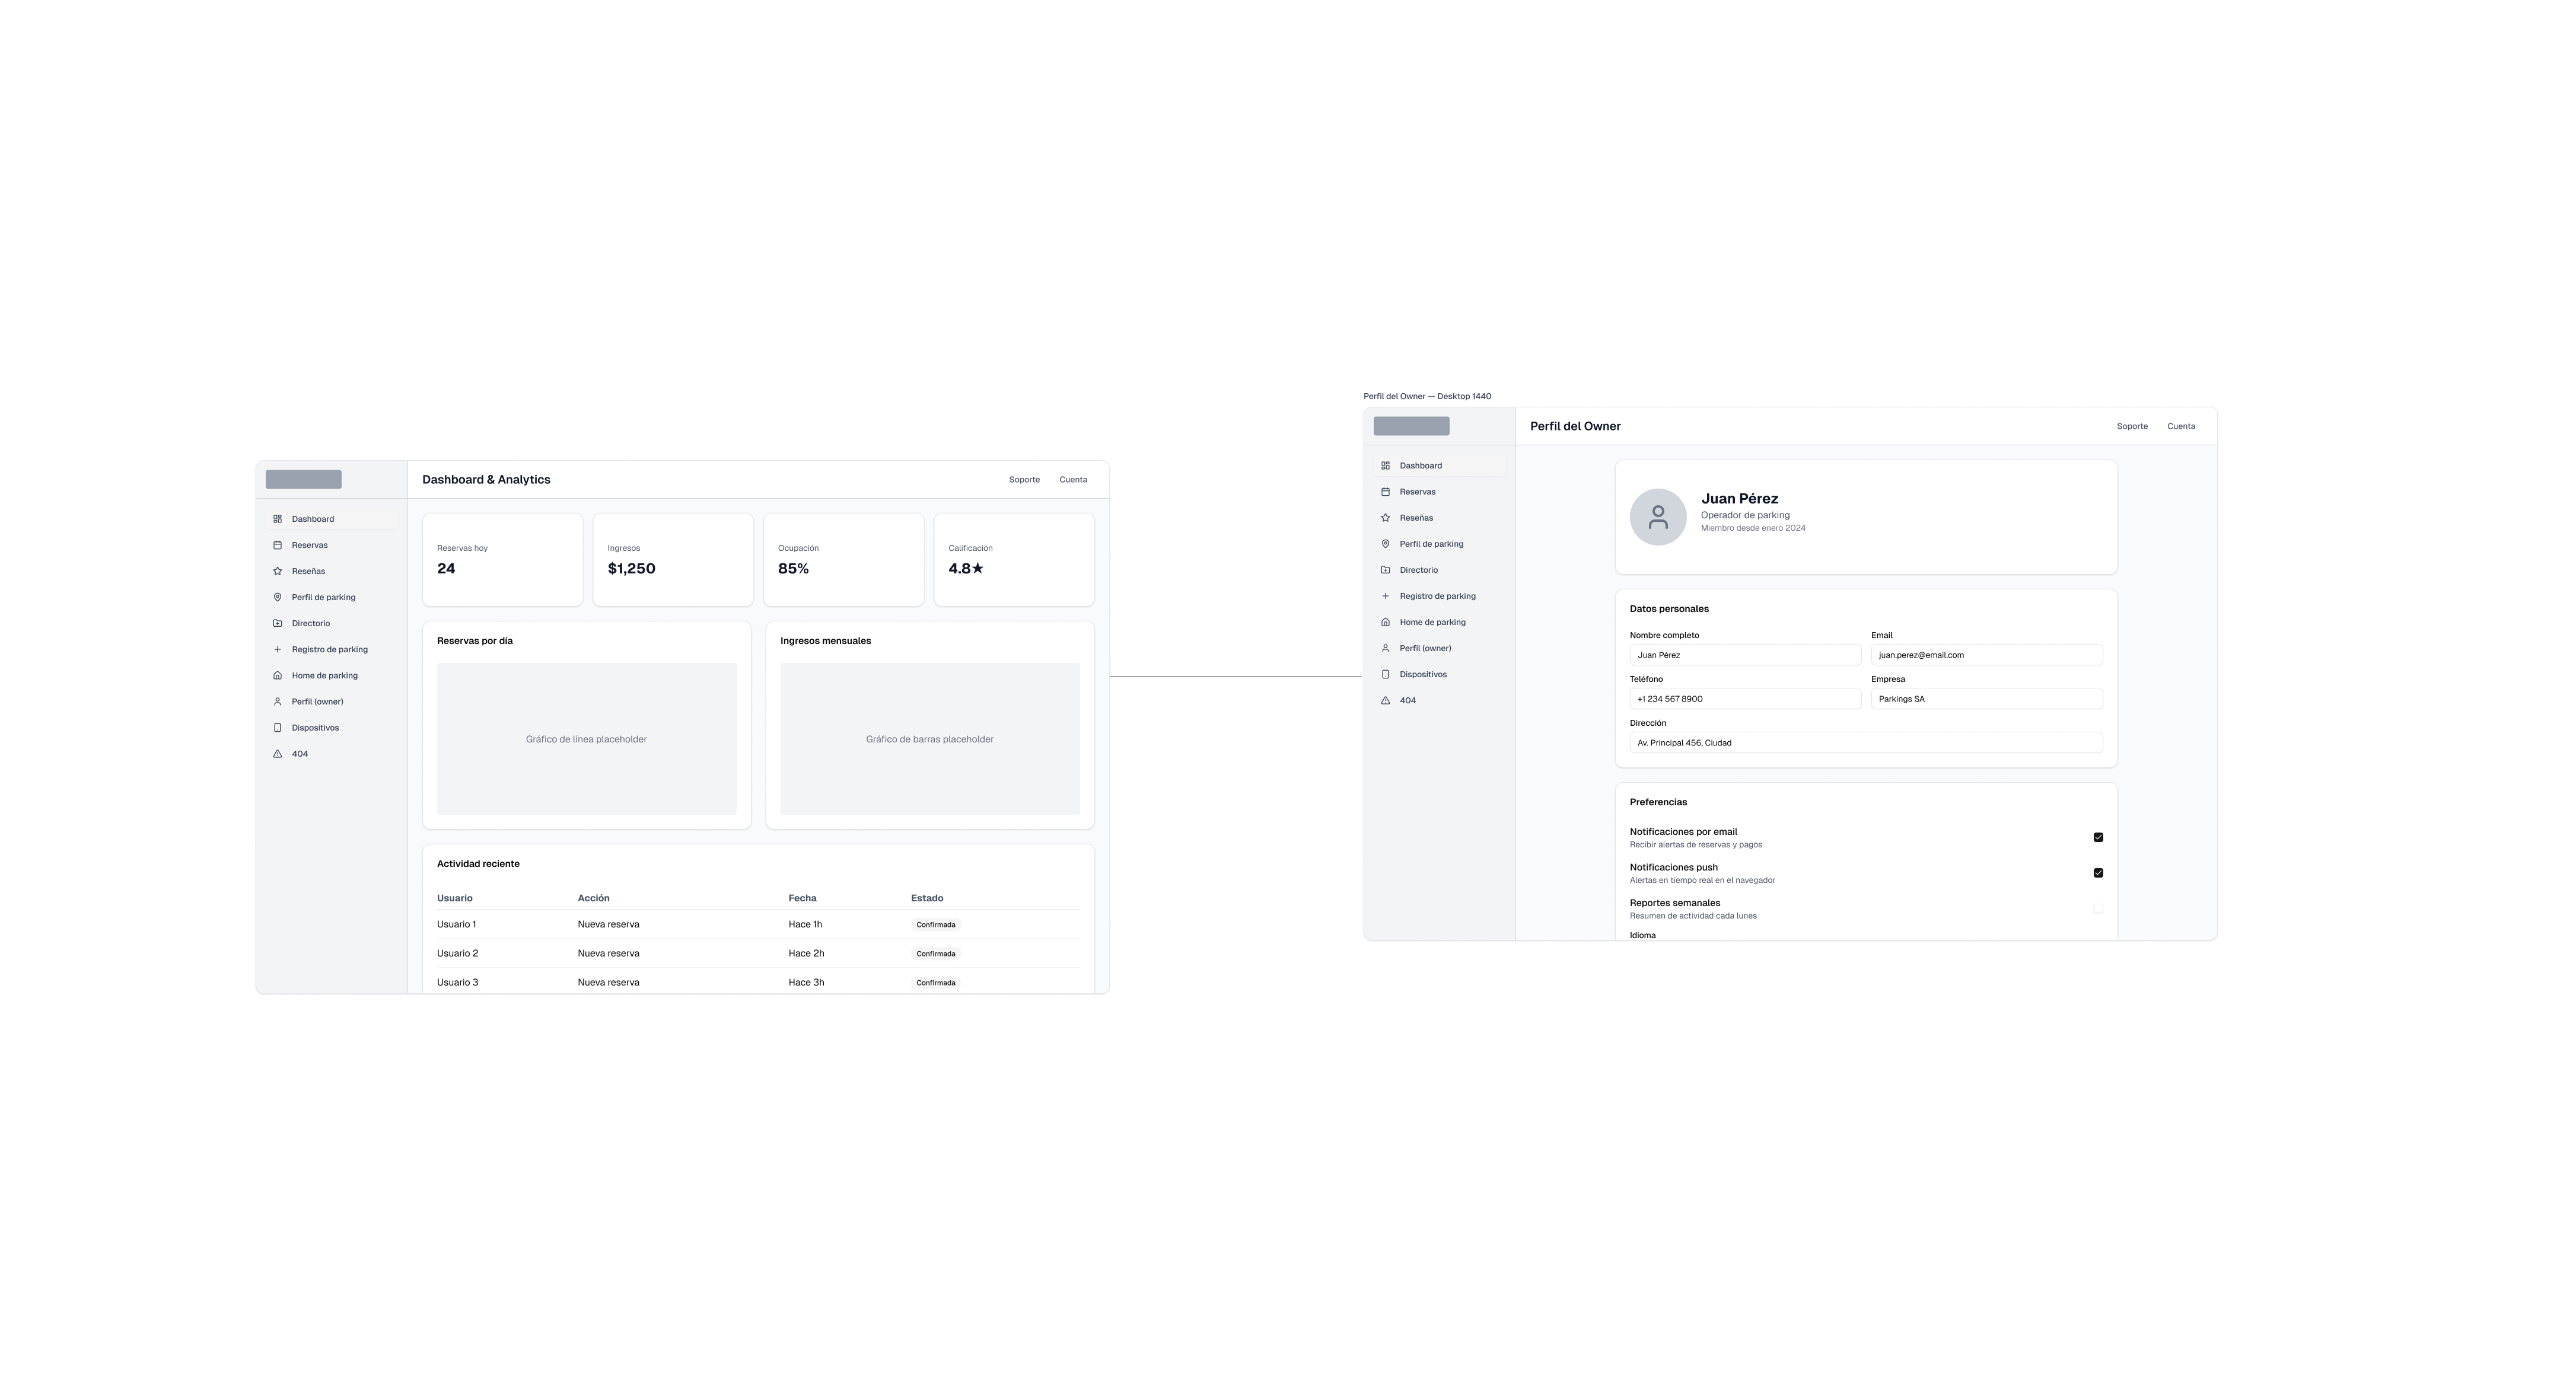 Dashboard & Analytics
Soporte
Cuenta
Dashboard
Reservas
Reseñas
Perfil de parking
Directorio
Registro de parking
Home de parking
Perfil (owner)
Dispositivos
404
Reservas hoy
24
Ingresos
$1,250
Ocupación
85%
Calificación
4.8★
Reservas por día
Gráfico de línea placeholder
Ingresos mensuales
Gráfico de barras placeholder
Actividad reciente
Usuario Acción Fecha Estado
Usuario 1 Nueva reserva Hace 1h Confirmada
Usuario 2 Nueva reserva Hace 2h Confirmada
Usuario 3 Nueva reserva Hace 3h Confirmada
Perfil del Owner — Desktop 1440
Perfil del Owner
Soporte
Cuenta
Dashboard
Reservas
Reseñas
Perfil de parking
Directorio
Registro de parking
Home de parking
Perfil (owner)
Dispositivos
404
Juan Pérez
Operador de parking
Miembro desde enero 2024
Datos personales
Nombre completo
Juan Pérez
Email
juan.perez@email.com
Teléfono
+1 234 567 8900
Empresa
Parkings SA
Dirección
Av. Principal 456, Ciudad
Preferencias
Notificaciones por email
Recibir alertas de reservas y pagos
Notificaciones push
Alertas en tiempo real en el navegador
Reportes semanales
Resumen de actividad cada lunes
Idioma